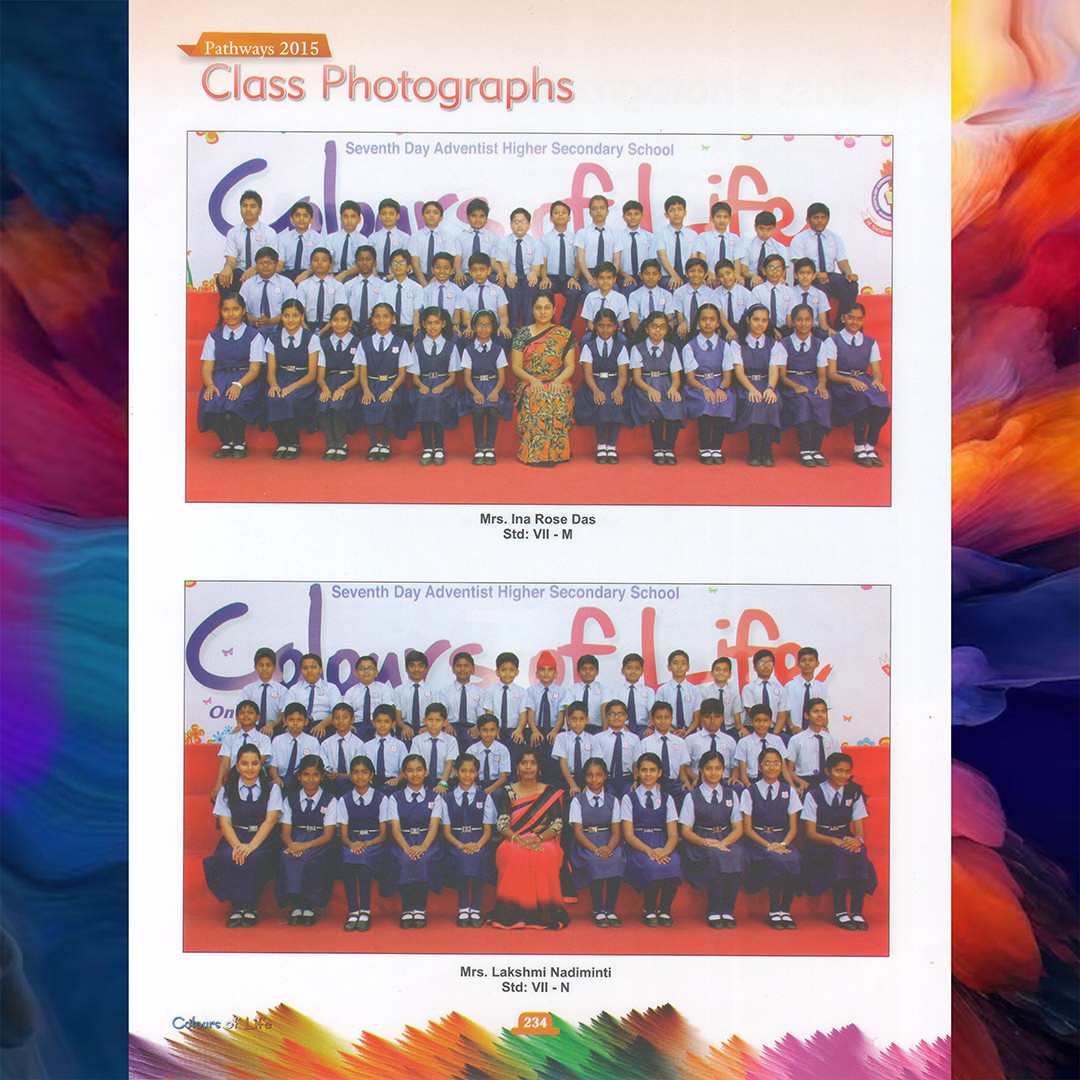 Pathways 2015
Class Photographs
Seventh Day Adventist Higher Secondary School
Colours of Life
Mrs. Ina Rose Das
Std: VII - M
Seventh Day Adventist Higher Secondary School
Colours of Life
On
Mrs. Lakshmi Nadiminti
Std: VII - N
Colours of Life
234